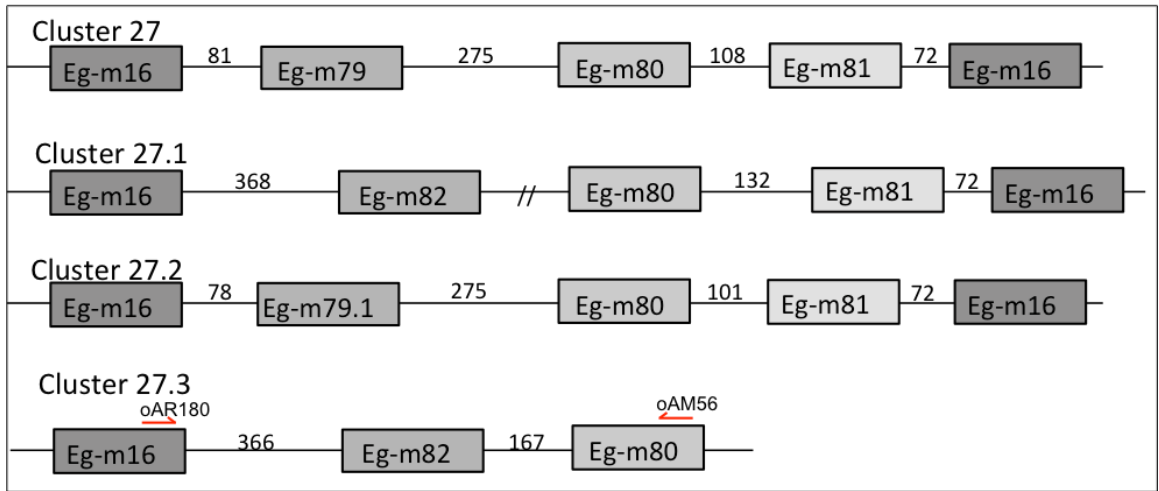 Cluster 27
Eg-m16 81 Eg-m79 275 Eg-m80 108 Eg-m81 72 Eg-m16
Cluster 27.1
Eg-m16 368 Eg-m82 // Eg-m80 132 Eg-m81 72 Eg-m16
Cluster 27.2
Eg-m16 78 Eg-m79.1 275 Eg-m80 101 Eg-m81 72 Eg-m16
Cluster 27.3
oAR180 oAM56
Eg-m16 366 Eg-m82 167 Eg-m80